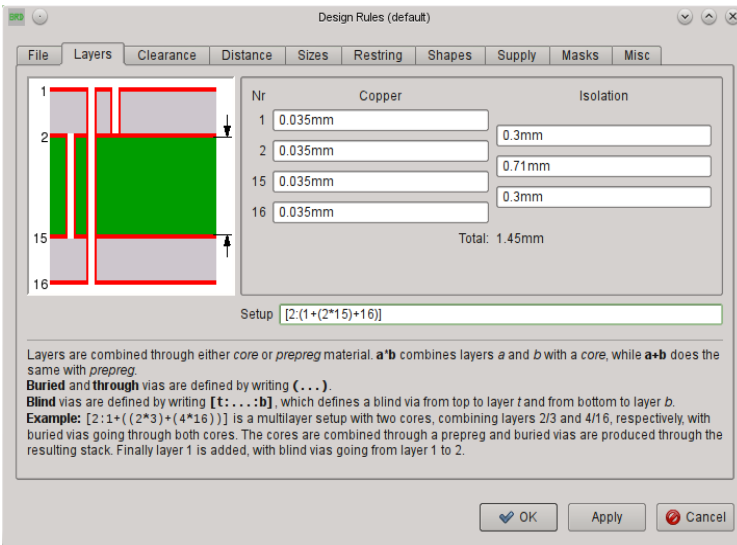 BRD
Design Rules (default)
File Layers Clearance Distance Sizes Restring Shapes Supply Masks Misc
1
2
15
16
Nr Copper Isolation
1 0.035mm
0.3mm
2 0.035mm
0.71mm
15 0.035mm
0.3mm
16 0.035mm
Total: 1.45mm
Setup [2:(1+(2*15)+16)]
Layers are combined through either core or prepreg material. a*b combines layers a and b with a core, while a+b does the
same with prepreg.
Buried and through vias are defined by writing (...).
Blind vias are defined by writing [t:...:b], which defines a blind via from top to layer t and from bottom to layer b.
Example: [2:1+((2*3)+(4*16))] is a multilayer setup with two cores, combining layers 2/3 and 4/16, respectively, with
buried vias going through both cores. The cores are combined through a prepreg and buried vias are produced through the
resulting stack. Finally layer 1 is added, with blind vias going from layer 1 to 2.
OK Apply Cancel